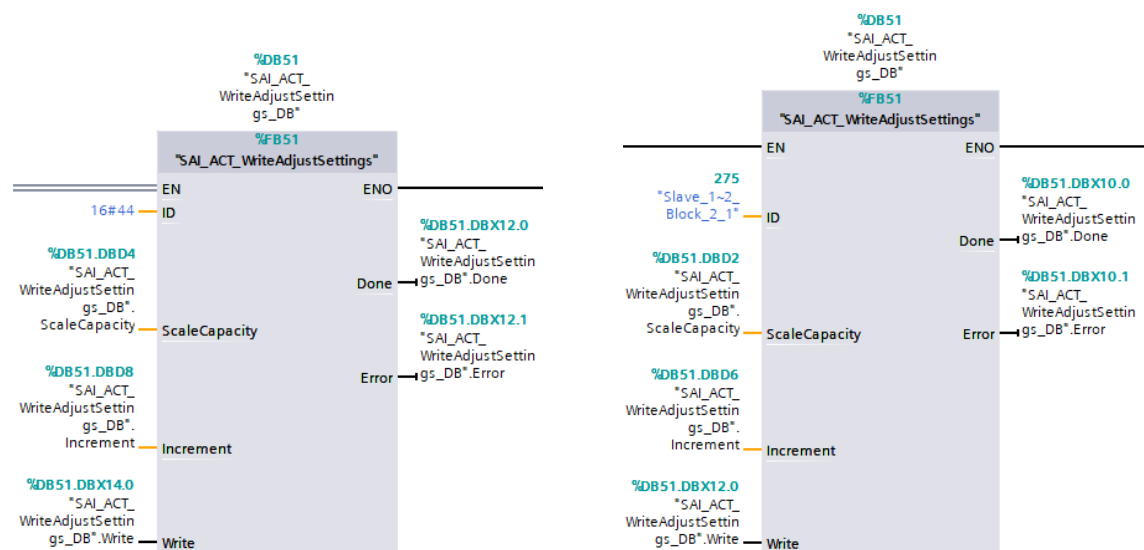 %DB51
"SAI_ACT_
WriteAdjustSettin
gs_DB"
%FB51
"SAI_ACT_WriteAdjustSettings"
EN
ENO
16#44
ID
%DB51.DBX12.0
"SAI_ACT_
WriteAdjustSettin
gs_DB".Done
Done
%DB51.DBD4
"SAI_ACT_
WriteAdjustSettin
gs_DB".
ScaleCapacity
ScaleCapacity
%DB51.DBX12.1
"SAI_ACT_
WriteAdjustSettin
gs_DB".Error
Error
%DB51.DBD8
"SAI_ACT_
WriteAdjustSettin
gs_DB".
Increment
Increment
%DB51.DBX14.0
"SAI_ACT_
WriteAdjustSettin
gs_DB".Write
Write
%DB51
"SAI_ACT_
WriteAdjustSettin
gs_DB"
%FB51
"SAI_ACT_WriteAdjustSettings"
EN
ENO
275
"Slave_1~2_
Block_2_1"
ID
%DB51.DBX10.0
"SAI_ACT_
WriteAdjustSettin
gs_DB".Done
Done
%DB51.DBD2
"SAI_ACT_
WriteAdjustSettin
gs_DB".
ScaleCapacity
ScaleCapacity
%DB51.DBX10.1
"SAI_ACT_
WriteAdjustSettin
gs_DB".Error
Error
%DB51.DBD6
"SAI_ACT_
WriteAdjustSettin
gs_DB".
Increment
Increment
%DB51.DBX12.0
"SAI_ACT_
WriteAdjustSettin
gs_DB".Write
Write